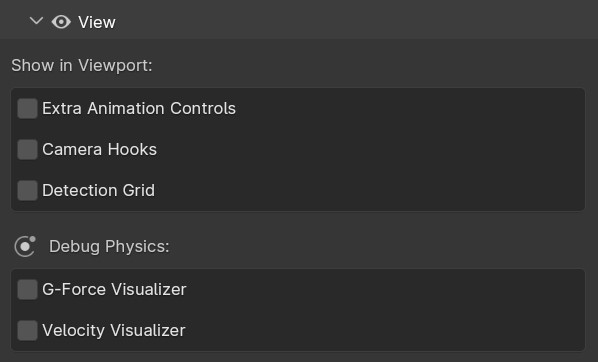 View
Show in Viewport:
Extra Animation Controls
Camera Hooks
Detection Grid
Debug Physics:
G-Force Visualizer
Velocity Visualizer